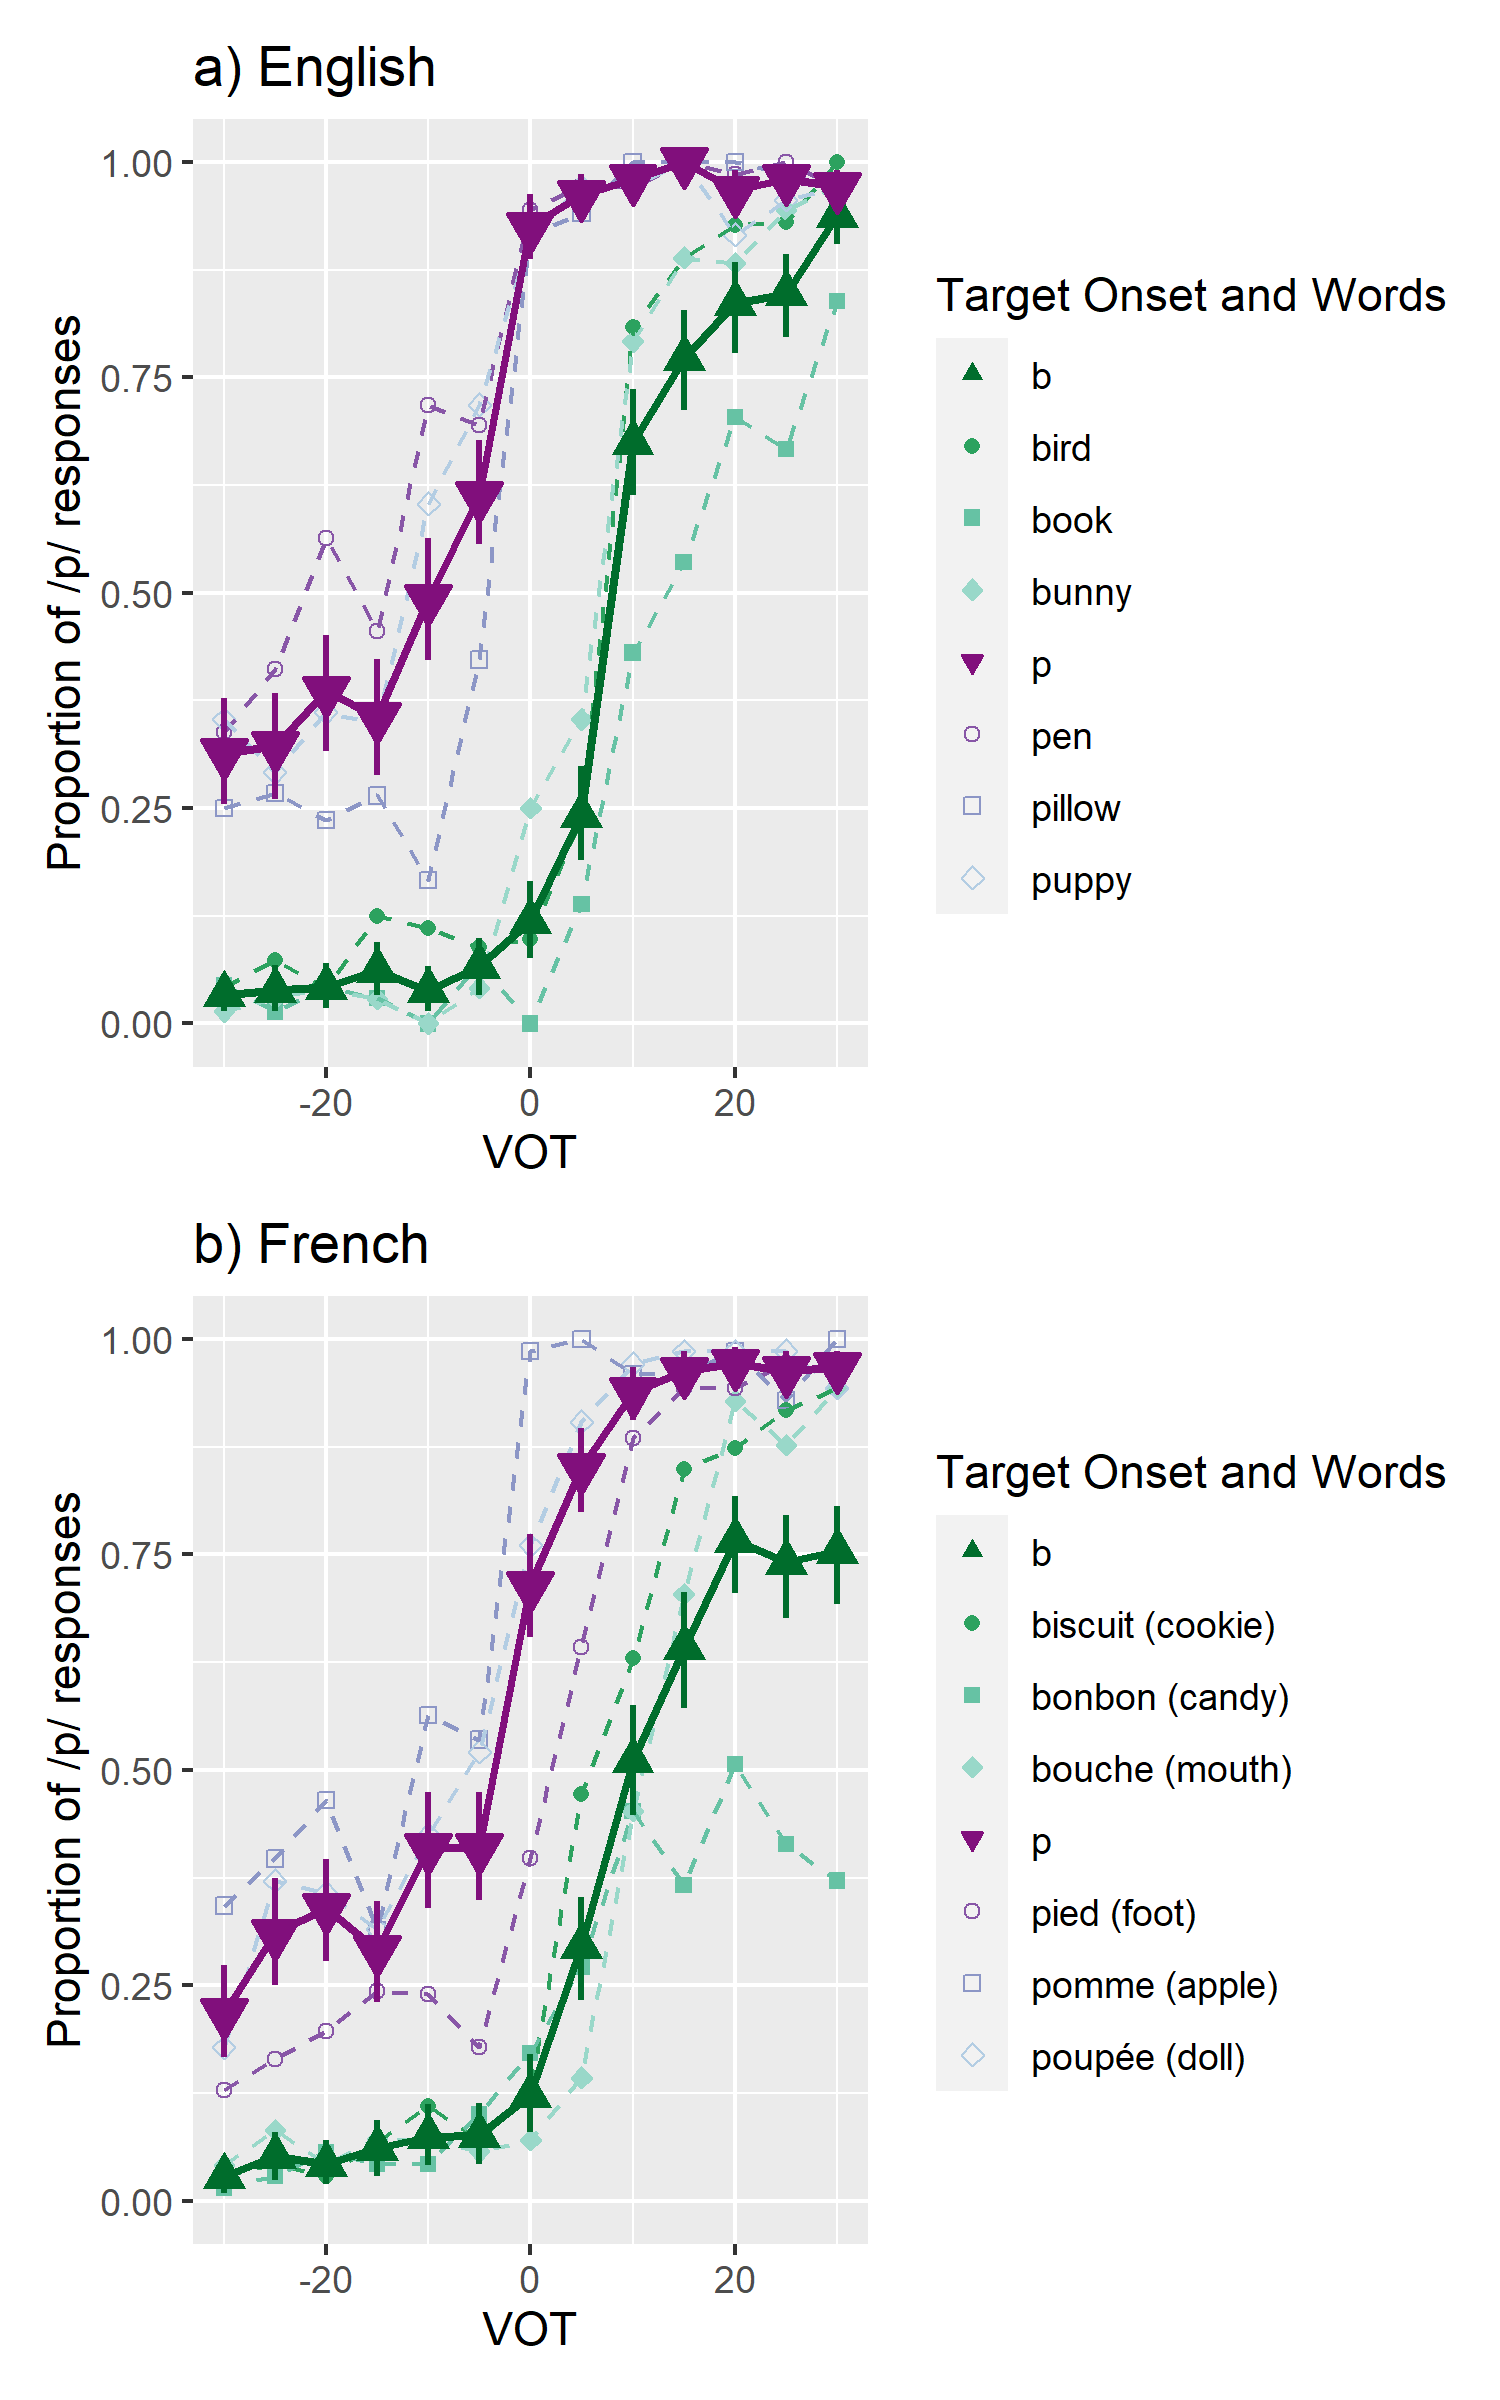 a) English
1.00
0.75
0.50
0.25
0.00
Proportion of /p/ responses
-20 0 20
VOT
Target Onset and Words
b
bird
book
bunny
p
pen
pillow
puppy
b) French
1.00
0.75
0.50
0.25
0.00
Proportion of /p/ responses
-20 0 20
VOT
Target Onset and Words
b
biscuit (cookie)
bonbon (candy)
bouche (mouth)
p
pied (foot)
pomme (apple)
poupée (doll)